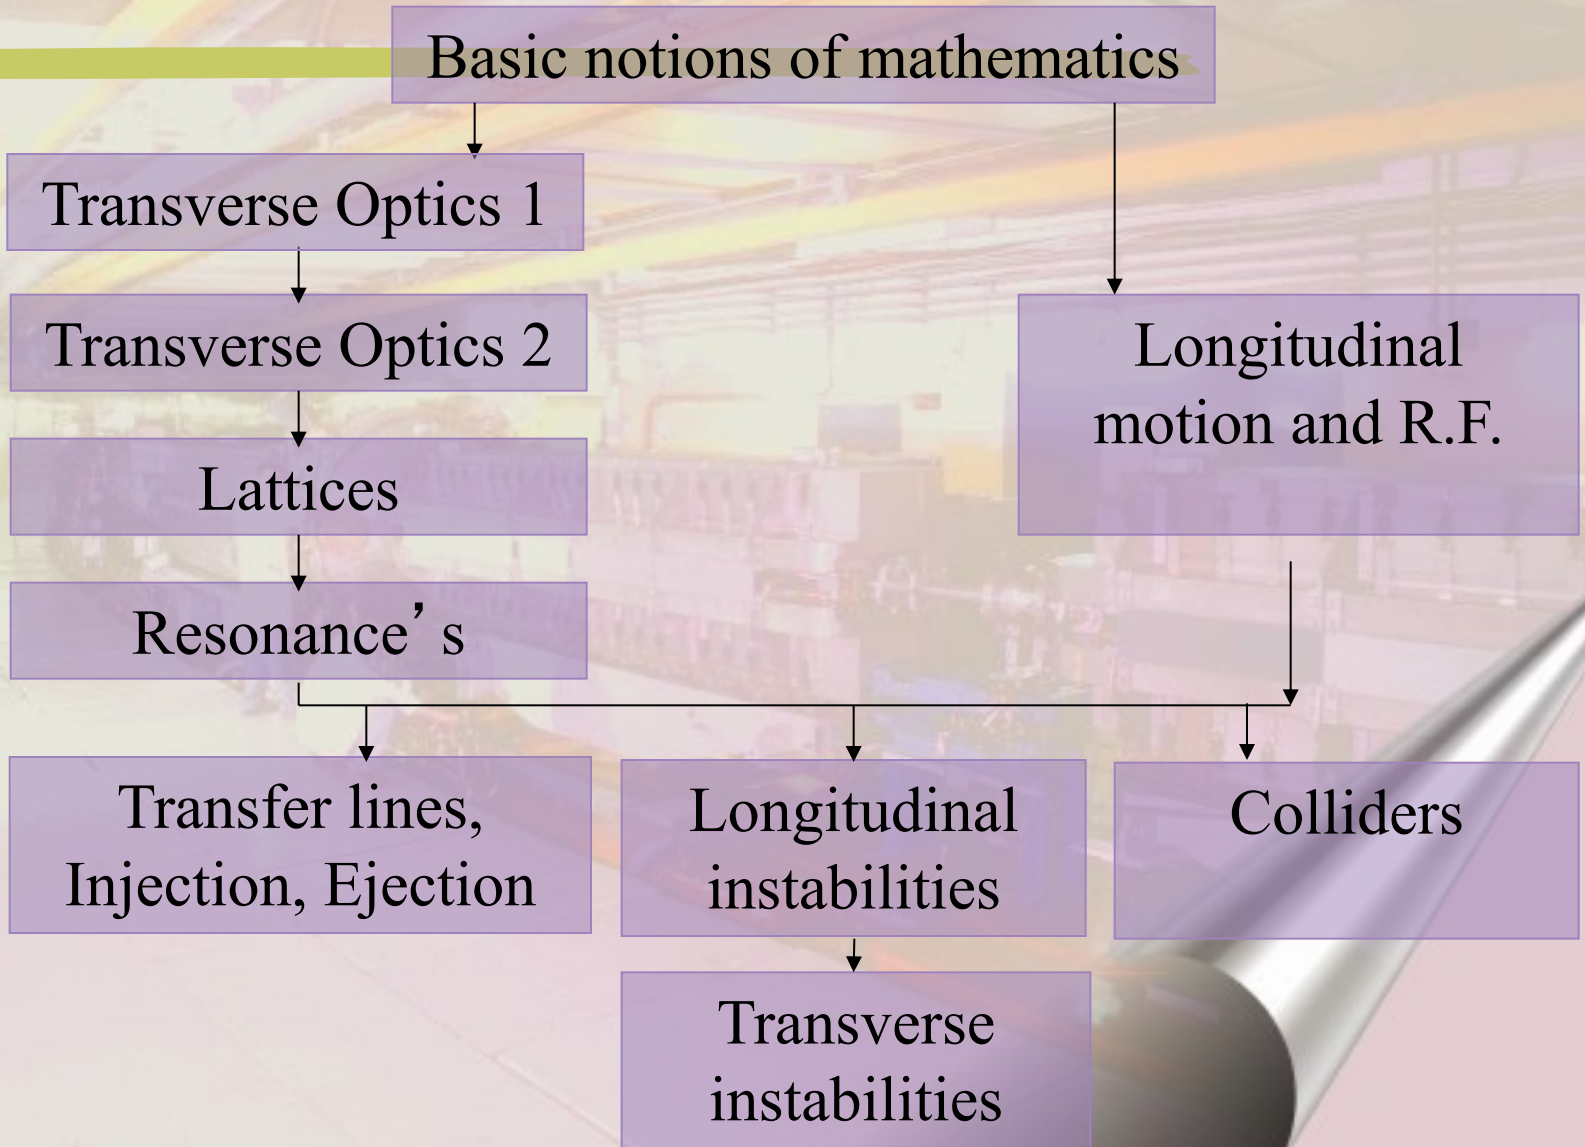 Basic notions of mathematics
Transverse Optics 1
Transverse Optics 2
Longitudinal
motion and R.F.
Lattices
Resonance’ s
Transfer lines,
Injection, Ejection
Longitudinal
instabilities
Colliders
Transverse
instabilities